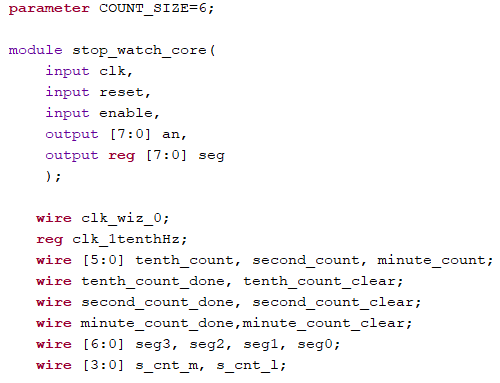 parameter COUNT_SIZE=6;
module stop_watch_core(
input clk,
input reset,
input enable,
output [7:0] an,
output reg [7:0] seg
);
wire clk_wiz_0;
reg clk_1tenthHz;
wire [5:0] tenth_count, second_count, minute_count;
wire tenth_count_done, tenth_count_clear;
wire second_count_done, second_count_clear;
wire minute_count_done,minute_count_clear;
wire [6:0] seg3, seg2, seg1, seg0;
wire [3:0] s_cnt_m, s_cnt_l;